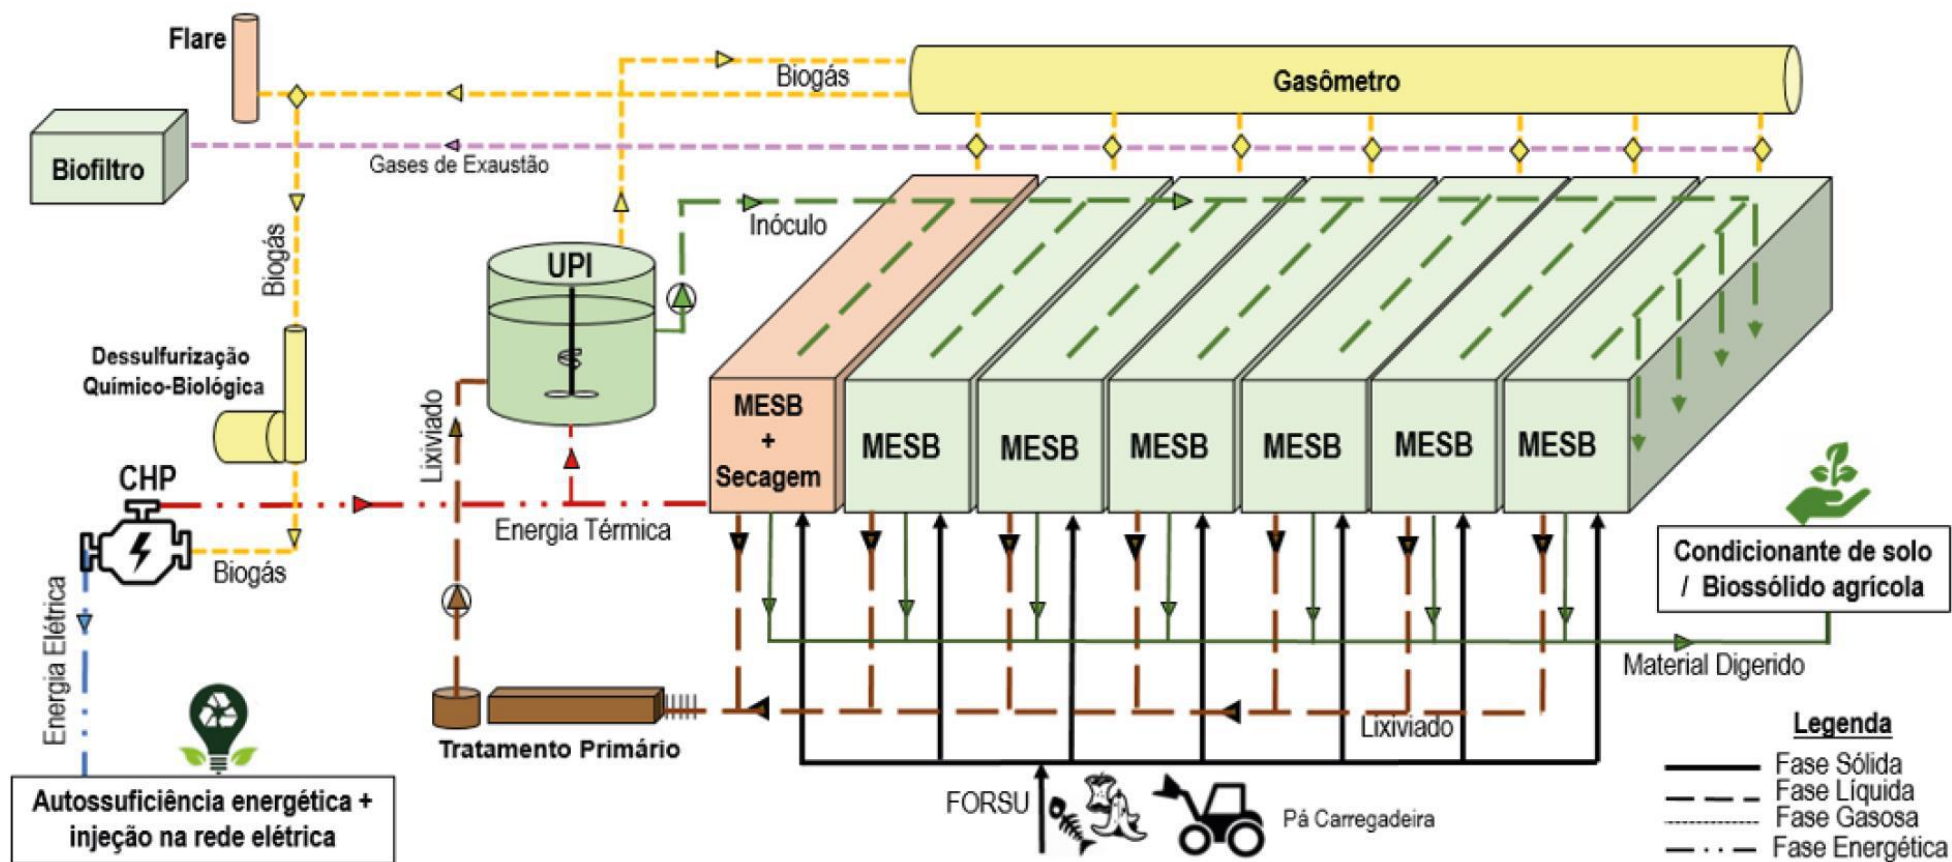 Flare
Biogás
Gasômetro
Biofiltro
Gases de Exaustão
Biogás
Inóculo
UPI
Dessulfurização
Químico-Biológica
Lixiviado
MESB
+
Secagem
MESB
MESB
MESB
MESB
MESB
MESB
CHP
Energia Térmica
Biogás
Condicionante de solo
/ Biossólido agrícola
Energia Elétrica
Material Digerido
Tratamento Primário
Lixiviado
Legenda
Fase Sólida
Fase Líquida
Fase Gasosa
Fase Energética
Autossuficiência energética +
injeção na rede elétrica
FORSU
Pá Carregadeira